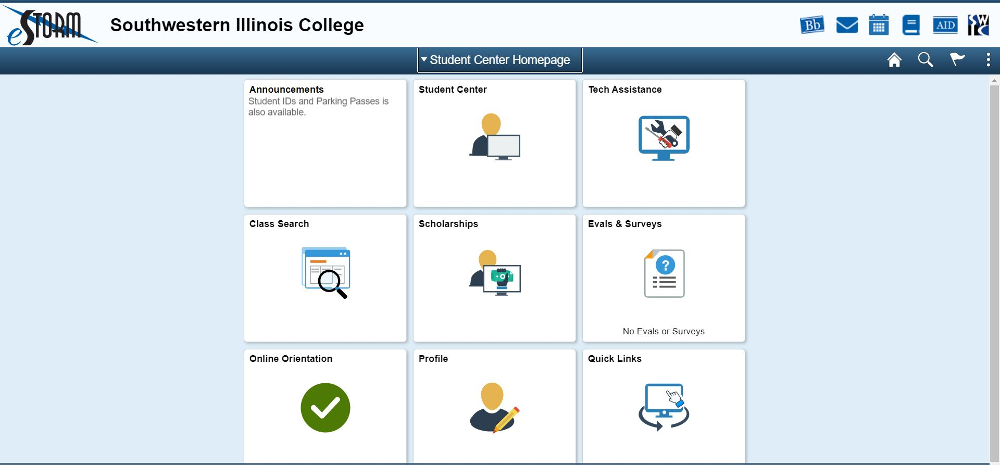 eSTORM
Southwestern Illinois College
Bb
AID
SWIC
Student Center Homepage
Announcements
Student IDs and Parking Passes is
also available.
Student Center
Tech Assistance
Class Search
Scholarships
Evals & Surveys
?
No Evals or Surveys
Online Orientation
Profile
Quick Links